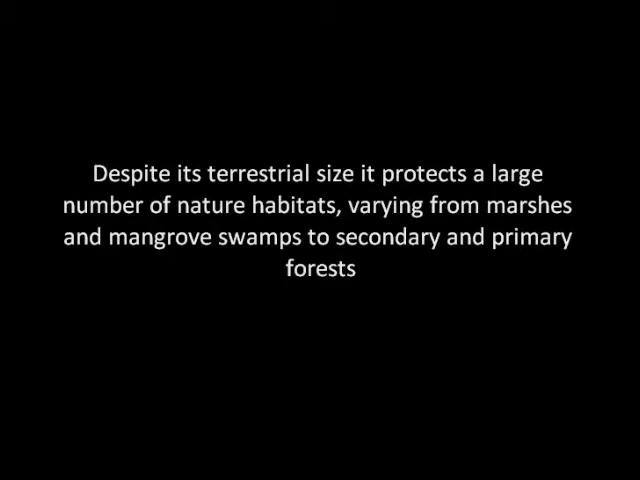 Despite its terrestrial size it protects a large
number of nature habitats, varying from marshes
and mangrove swamps to secondary and primary
forests